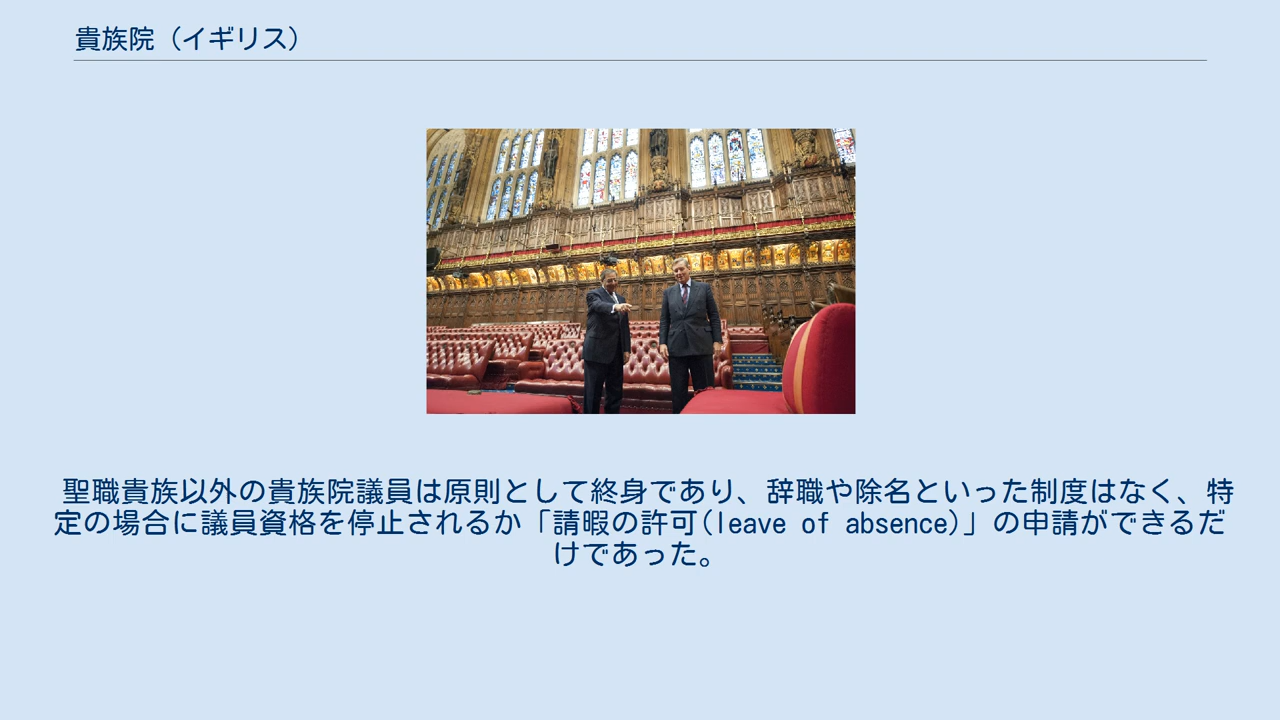 貴族院（イギリス）
聖職貴族以外の貴族院議員は原則として終身であり、辞職や除名といった制度はなく、特
定の場合に議員資格を停止されるか「請暇の許可(leave of absence)」の申請ができるだ
けであった。